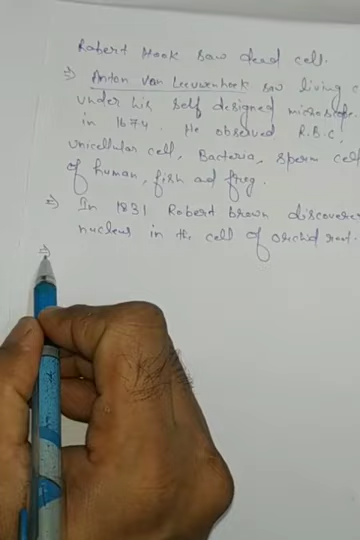 Robert Hook saw dead cell.
⇒ Anton Van Leeuwenhoek saw living c
under his self designed microscope.
in 1674. He observed R.B.C,
unicellular cell, Bacteria, sperm cell
of human, fish and frog.
⇒ In 1831 Robert brown discovere
nucleus in the cell of orchid root.
⇒